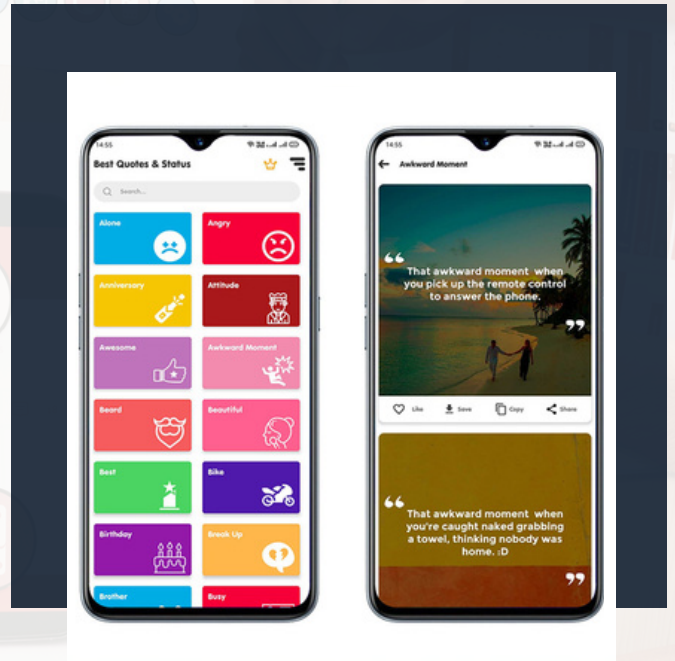 14:55
Best Quotes & Status
Search...
Alone
Angry
Anniversary
Attitude
Awesome
Awkward Moment
Beard
Beautiful
Best
Bike
Birthday
Break Up
Brother
Busy
14:55
Awkward Moment
“
That awkward moment when
you pick up the remote control
to answer the phone.
”
Like
Save
Copy
Share
“
That awkward moment when
you're caught naked grabbing
a towel, thinking nobody was
home. :D
”